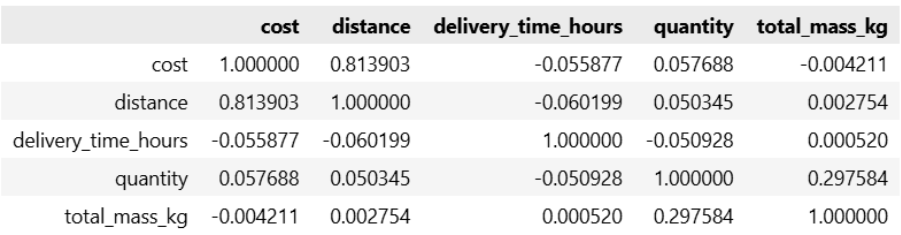 cost distance delivery_time_hours quantity total_mass_kg
cost 1.000000 0.813903 -0.055877 0.057688 -0.004211
distance 0.813903 1.000000 -0.060199 0.050345 0.002754
delivery_time_hours -0.055877 -0.060199 1.000000 -0.050928 0.000520
quantity 0.057688 0.050345 -0.050928 1.000000 0.297584
total_mass_kg -0.004211 0.002754 0.000520 0.297584 1.000000